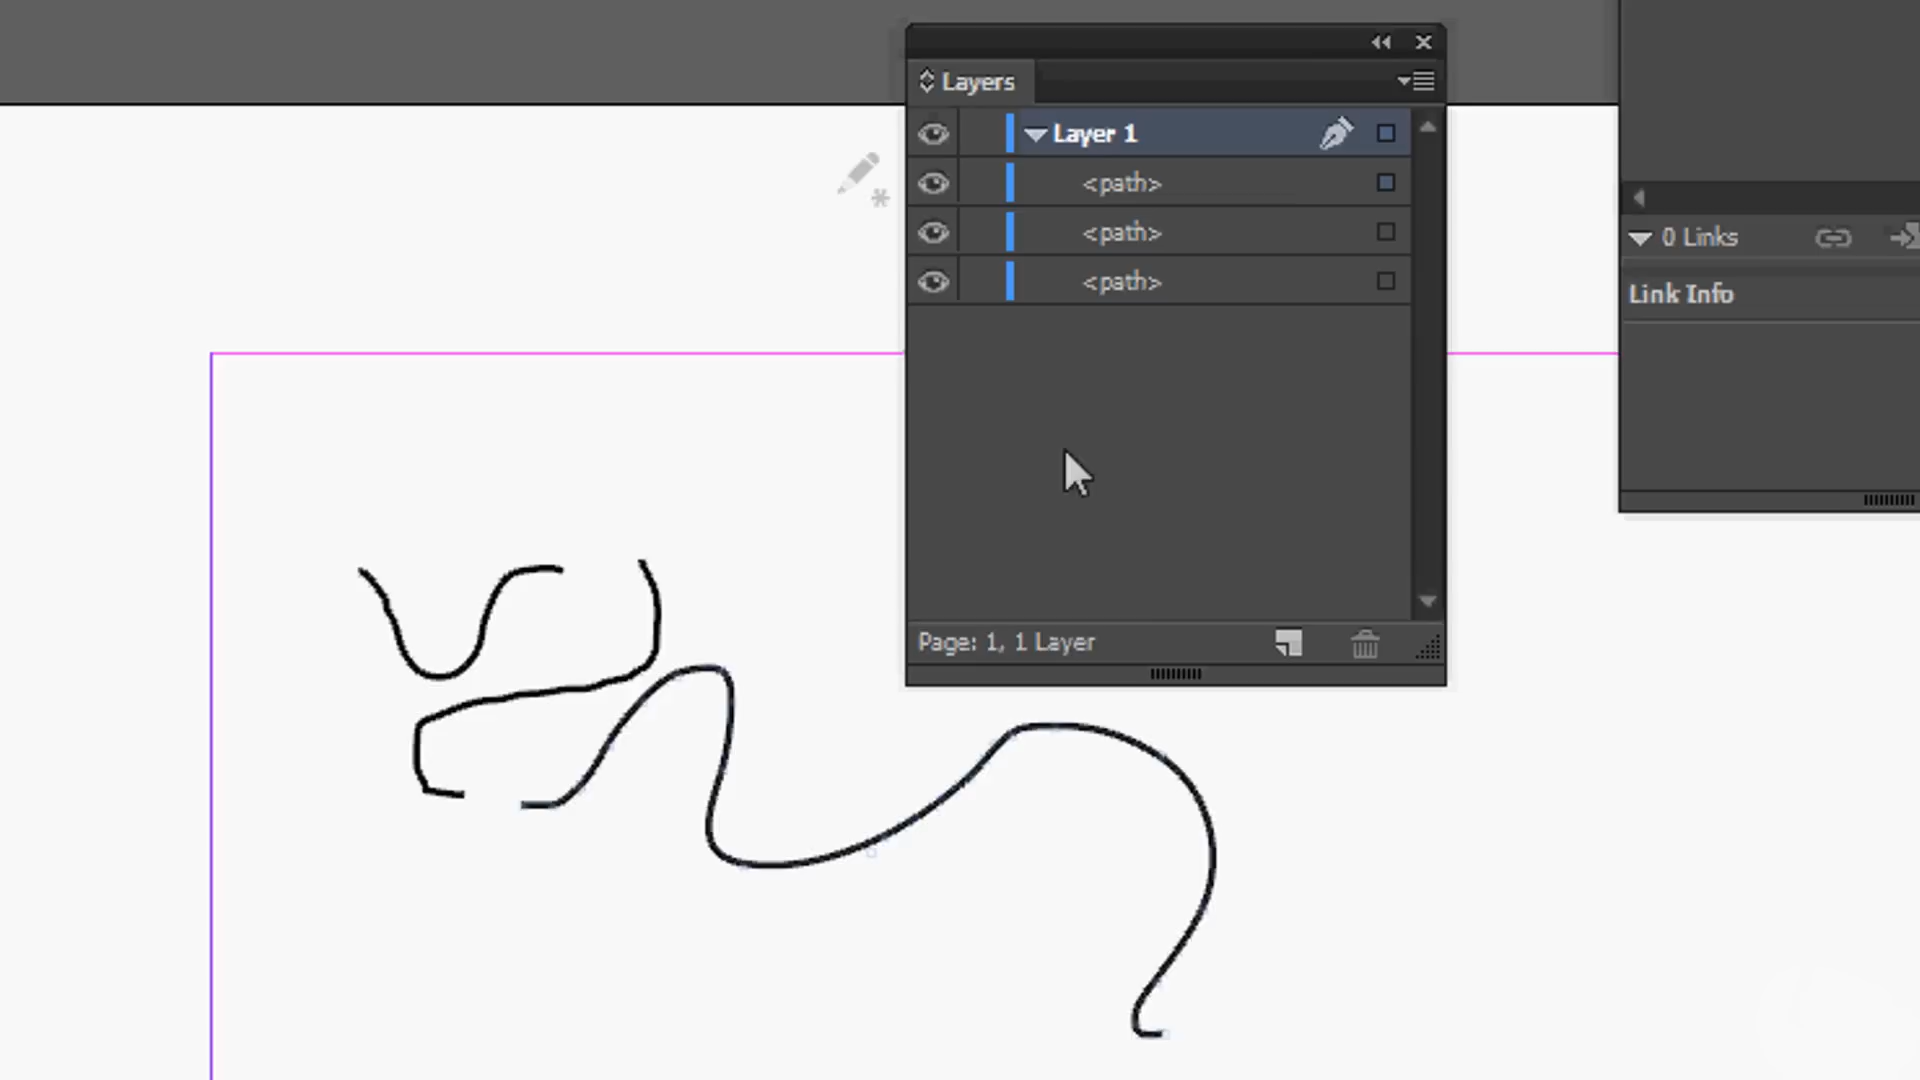 Layers
Layer 1
<path>
<path>
<path>
Page: 1, 1 Layer
0 Links
Link Info